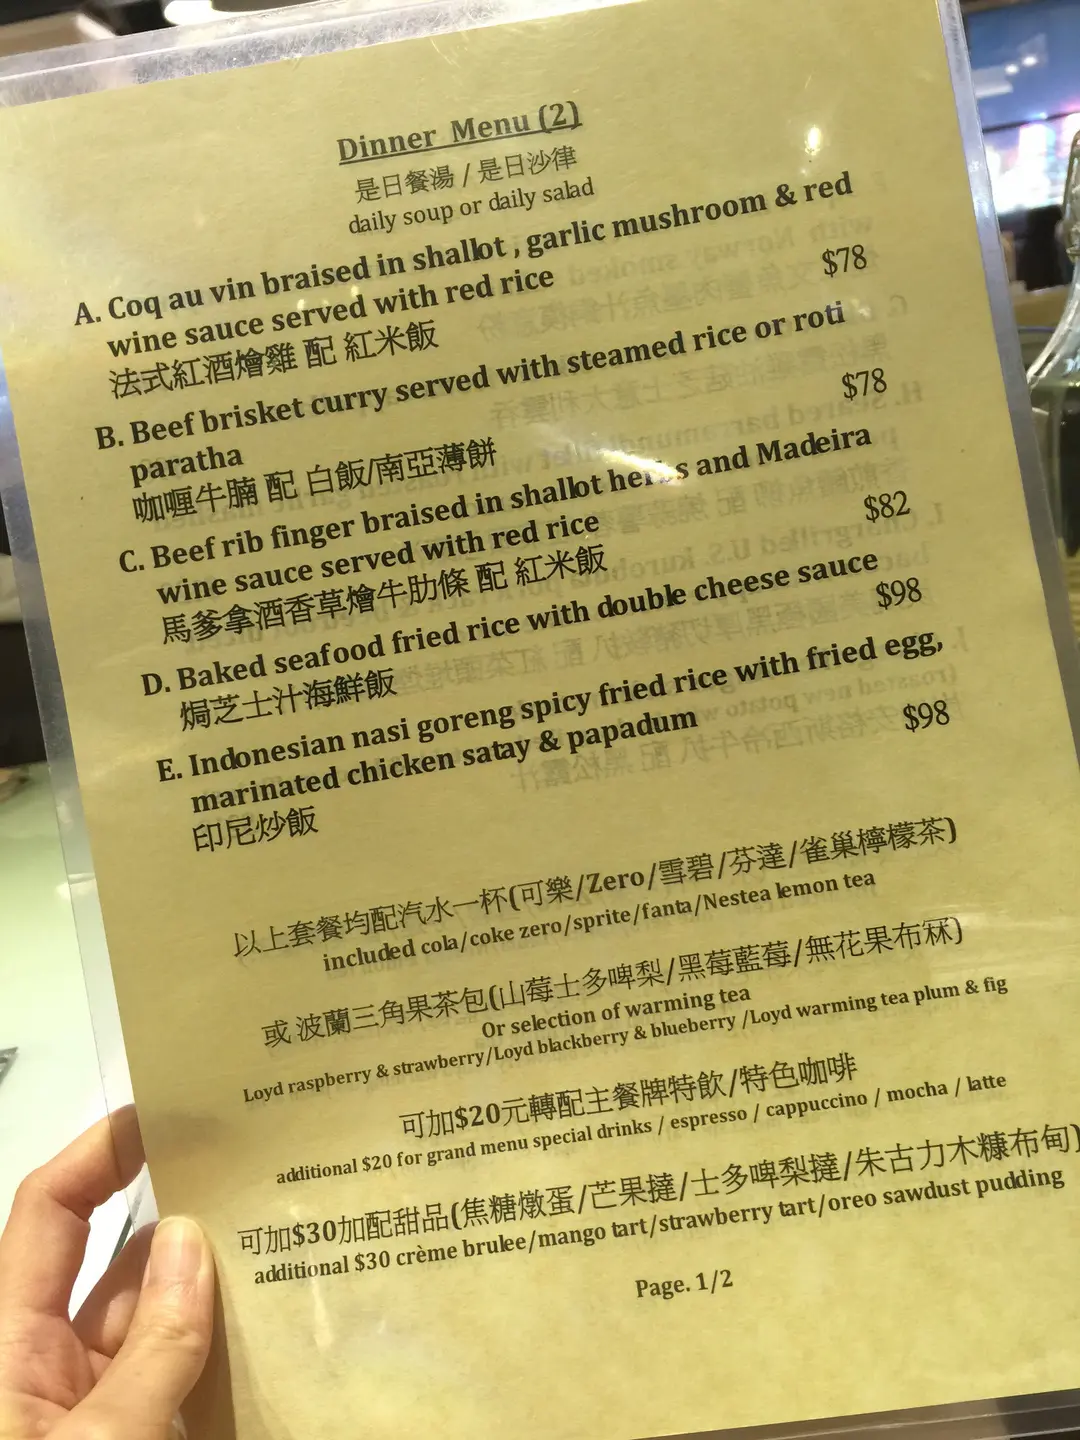 Dinner Menu (2)
是日餐湯 / 是日沙律
daily soup or daily salad
A. Coq au vin braised in shallot , garlic mushroom & red
wine sauce served with red rice $78
法式紅酒燴雞 配 紅米飯
B. Beef brisket curry served with steamed rice or roti
paratha $78
咖喱牛腩 配 白飯/南亞薄餅
C. Beef rib finger braised in shallot herbs and Madeira
wine sauce served with red rice $82
馬爹拿酒香草燴牛肋條 配 紅米飯
D. Baked seafood fried rice with double cheese sauce
焗芝士汁海鮮飯 $98
E. Indonesian nasi goreng spicy fried rice with fried egg,
marinated chicken satay & papadum $98
印尼炒飯
以上套餐均配汽水一杯(可樂/Zero/雪碧/芬達/雀巢檸檬茶)
included cola/coke zero/sprite/fanta/Nestea lemon tea
或 波蘭三角果茶包(山莓士多啤梨/黑莓藍莓/無花果布冧)
Or selection of warming tea
Loyd raspberry & strawberry/Loyd blackberry & blueberry /Loyd warming tea plum & fig
可加$20元轉配主餐牌特飲/特色咖啡
additional $20 for grand menu special drinks / espresso / cappuccino / mocha / latte
可加$30加配甜品(焦糖燉蛋/芒果撻/士多啤梨撻/朱古力木糠布甸)
additional $30 crème brulee/mango tart/strawberry tart/oreo sawdust pudding
Page. 1/2